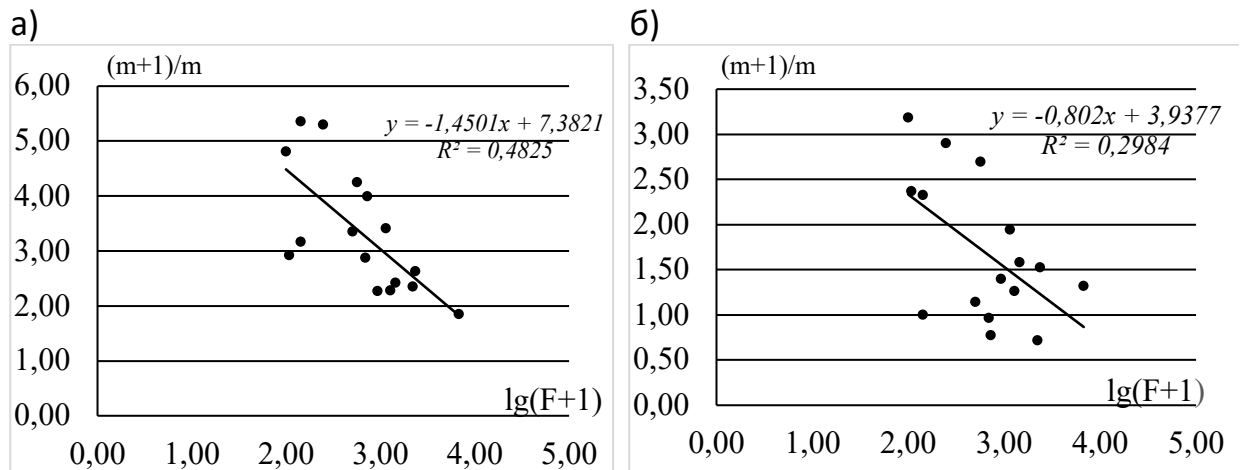 а)
(m+1)/m
6,00
5,00
4,00
3,00
2,00
1,00
0,00
y = -1,4501x + 7,3821
R² = 0,4825
lg(F+1)
0,00 1,00 2,00 3,00 4,00 5,00
б)
(m+1)/m
3,50
3,00
2,50
2,00
1,50
1,00
0,50
0,00
y = -0,802x + 3,9377
R² = 0,2984
lg(F+1)
0,00 1,00 2,00 3,00 4,00 5,00